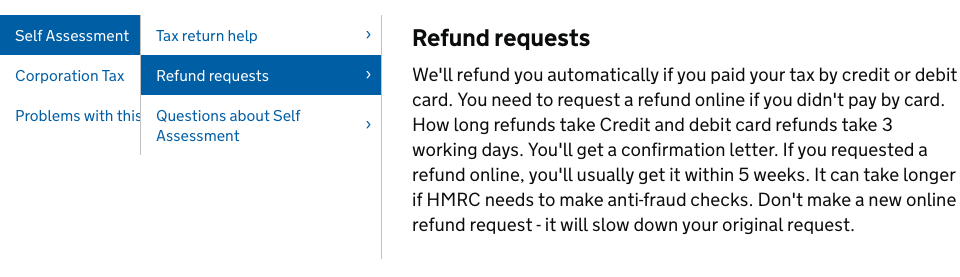 Self Assessment
Corporation Tax
Problems with this
Tax return help
Refund requests
Questions about Self
Assessment
Refund requests
We'll refund you automatically if you paid your tax by credit or debit
card. You need to request a refund online if you didn't pay by card.
How long refunds take Credit and debit card refunds take 3
working days. You'll get a confirmation letter. If you requested a
refund online, you'll usually get it within 5 weeks. It can take longer
if HMRC needs to make anti-fraud checks. Don't make a new online
refund request - it will slow down your original request.